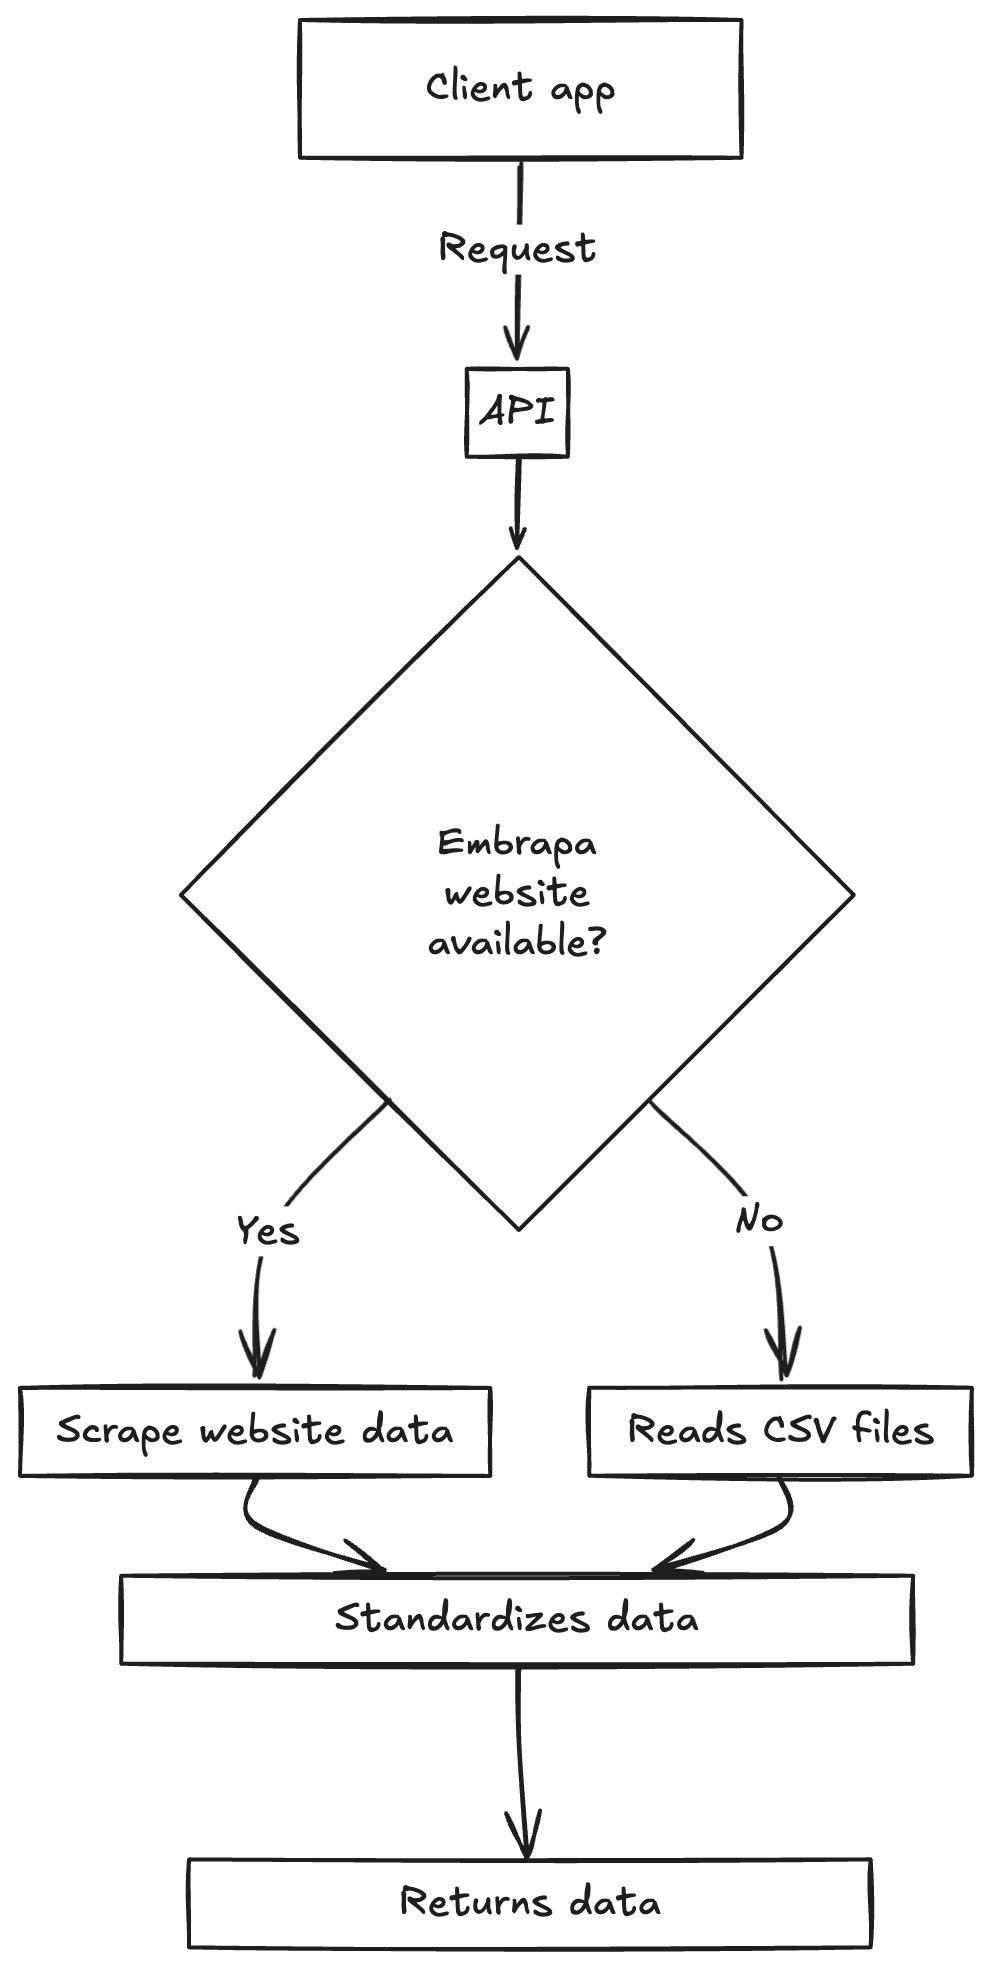 Client app
Request
API
Embrapa
website
available?
Yes
No
Scrape website data
Reads CSV files
Standardizes data
Returns data